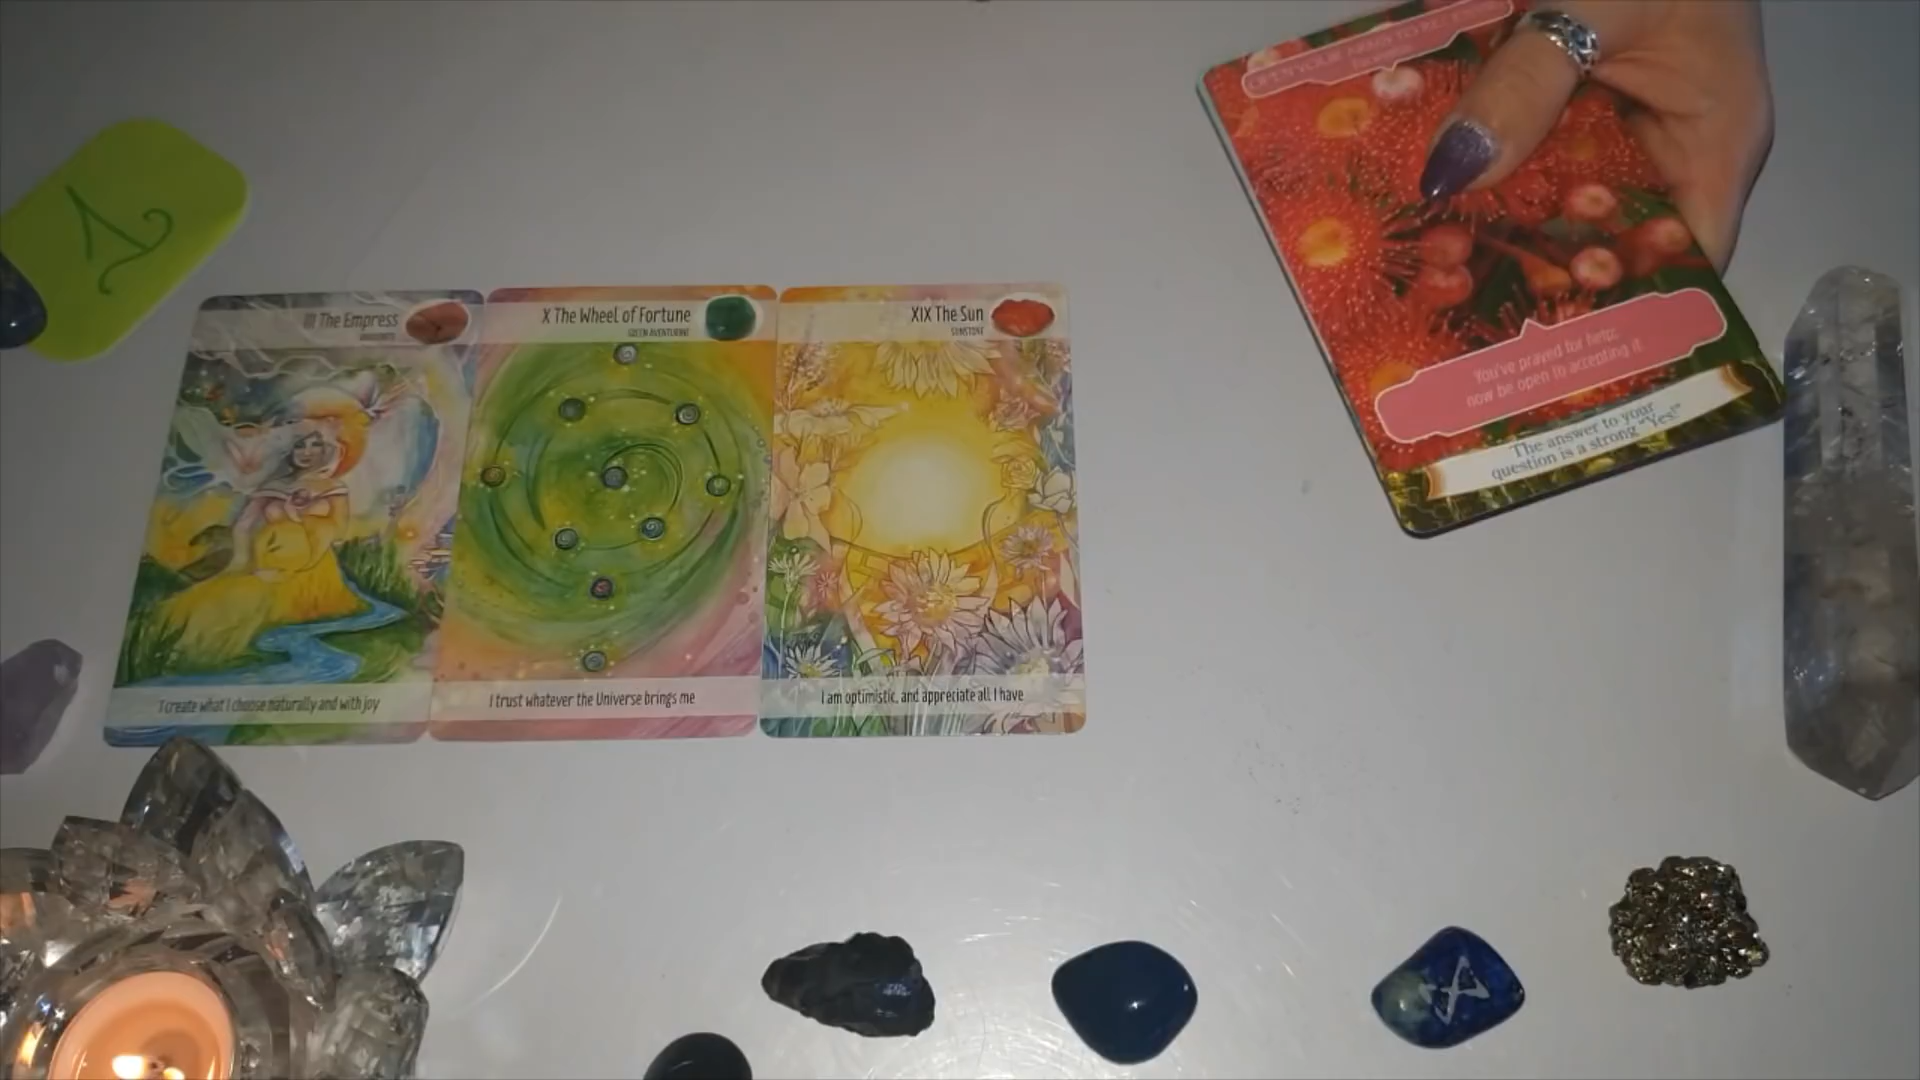 III The Empress
X The Wheel of Fortune
GREEN AVENTURINE
XIX The Sun
SUNSTONE
I create what I choose naturally and with joy
I trust whatever the Universe brings me
I am optimistic, and appreciate all I have
You've prayed for help;
now be open to accepting it.
The answer to your
question is a strong "Yes!"